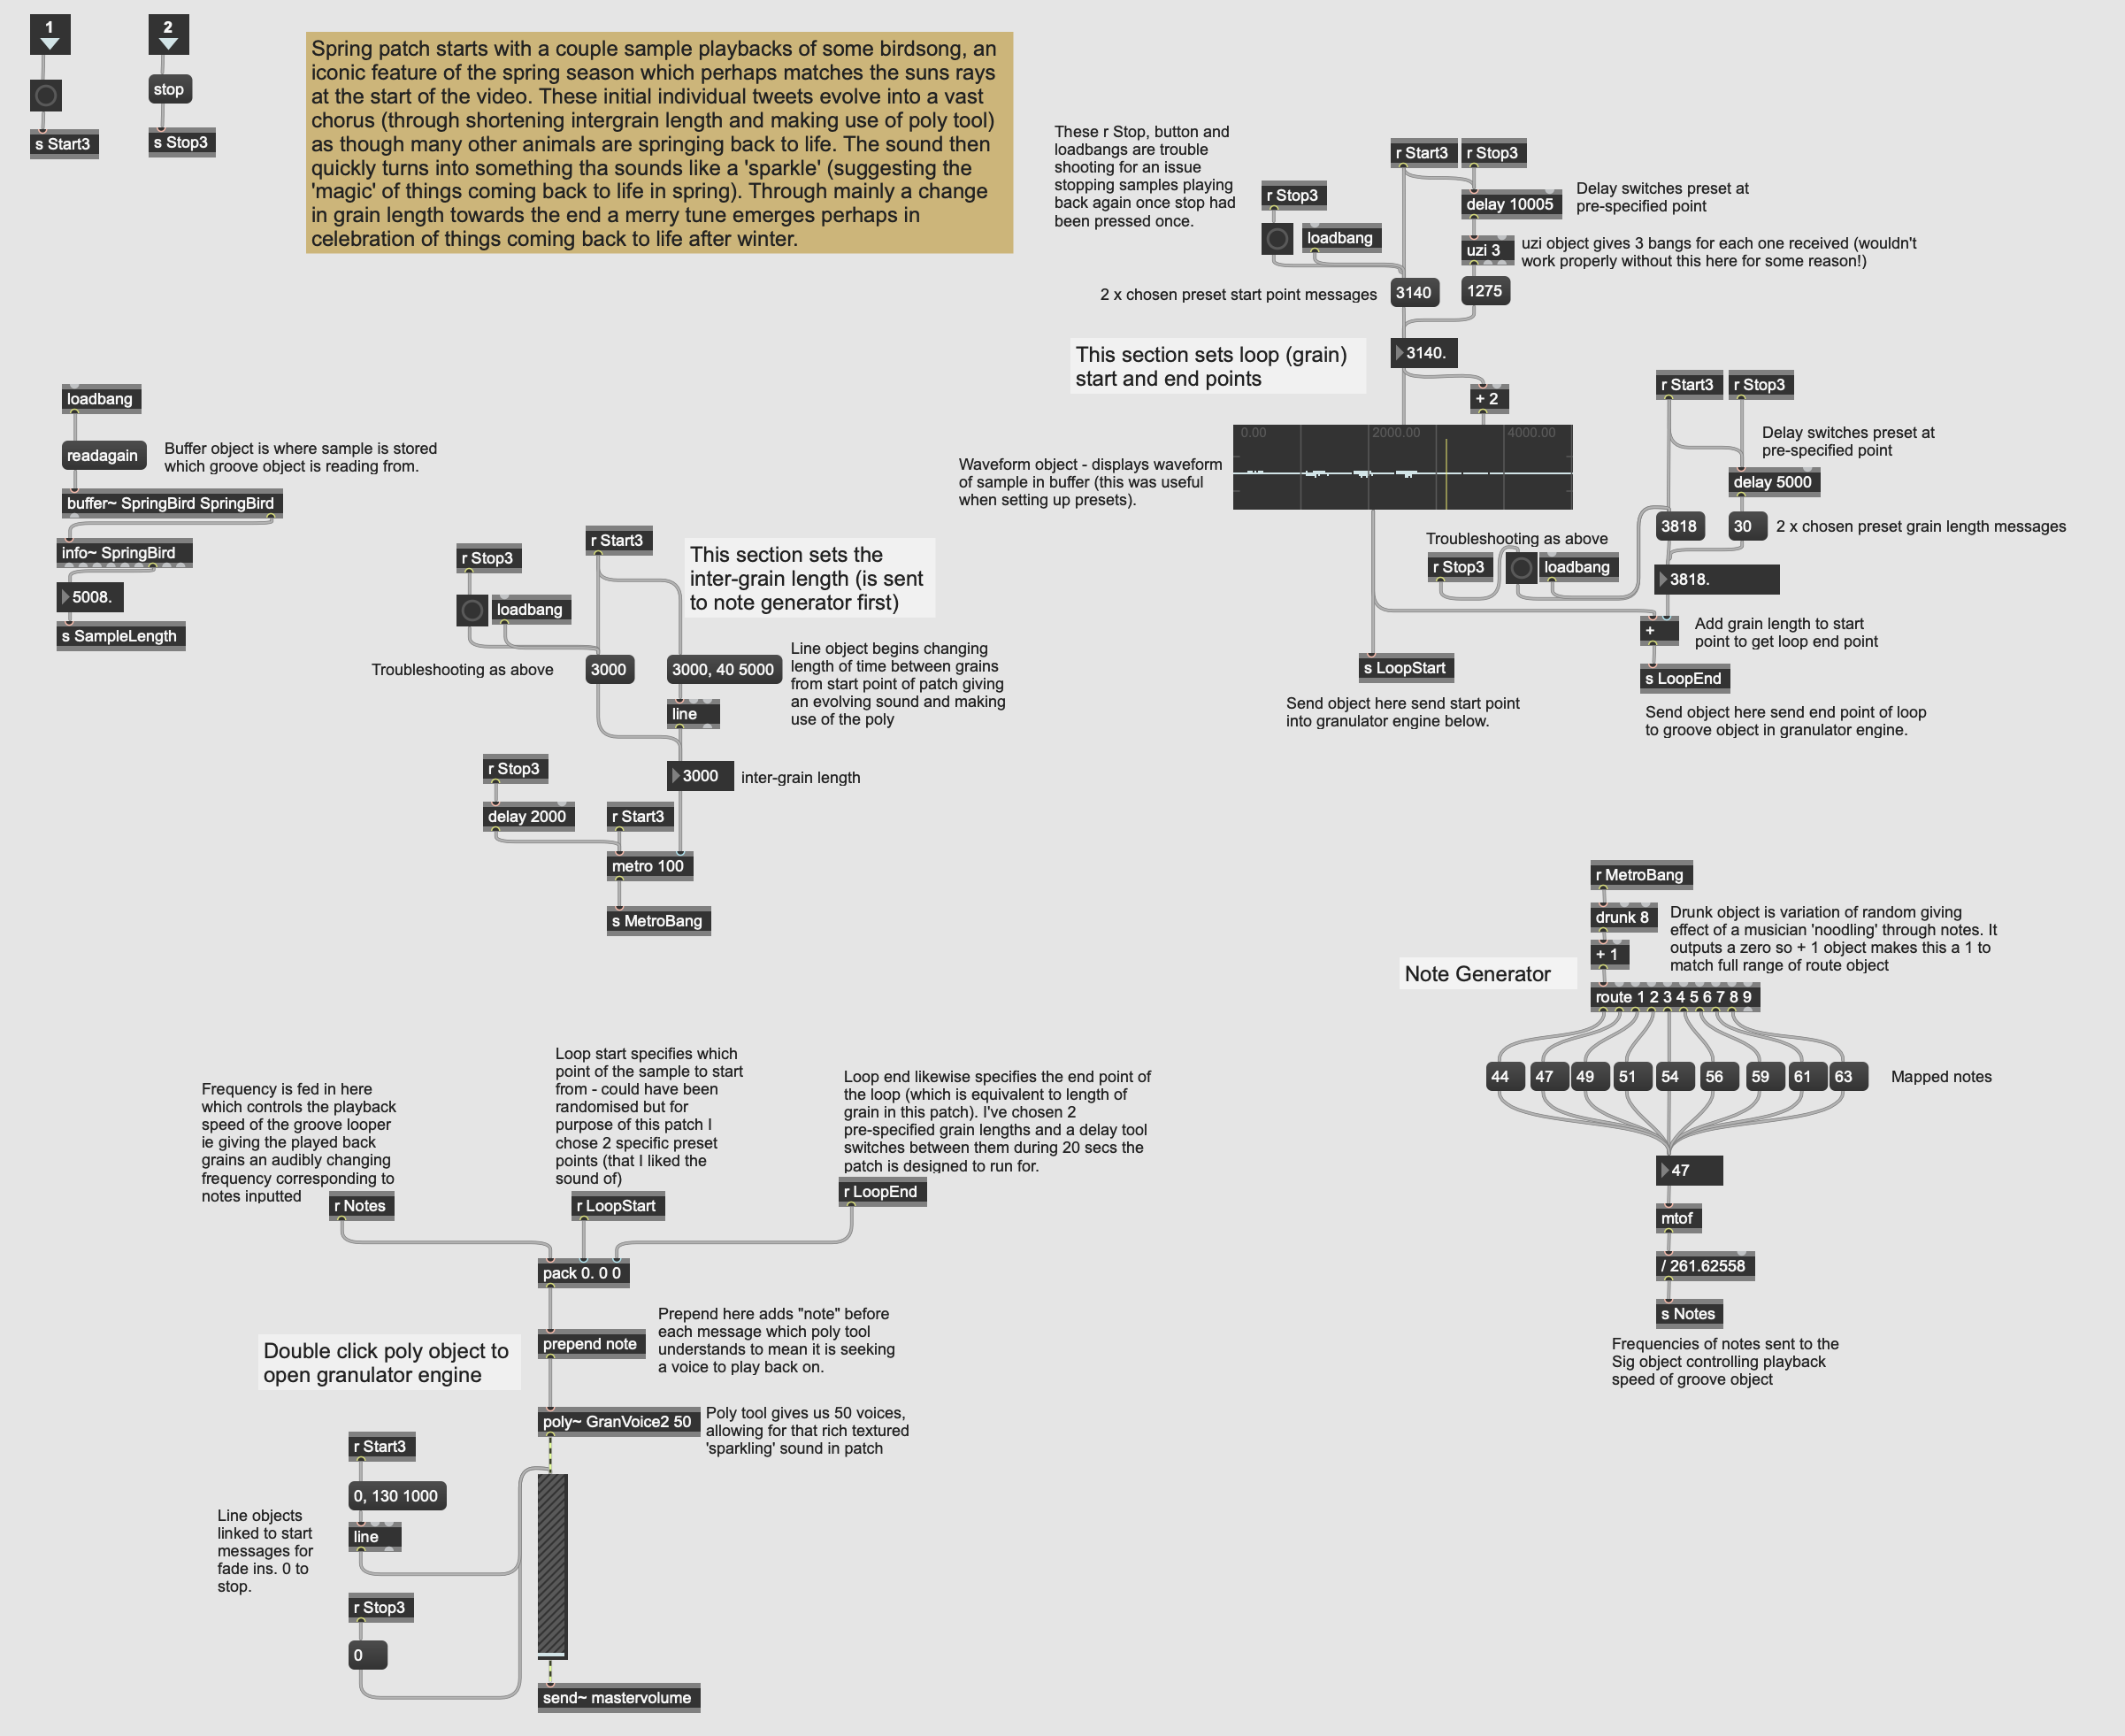 1
2
stop
s Start3
s Stop3
Spring patch starts with a couple sample playbacks of some birdsong, an
iconic feature of the spring season which perhaps matches the suns rays
at the start of the video. These initial individual tweets evolve into a vast
chorus (through shortening intergrain length and making use of poly tool)
as though many other animals are springing back to life. The sound then
quickly turns into something tha sounds like a 'sparkle' (suggesting the
'magic' of things coming back to life in spring). Through mainly a change
in grain length towards the end a merry tune emerges perhaps in
celebration of things coming back to life after winter.
These r Stop, button and
loadbangs are trouble
shooting for an issue
stopping samples playing
back again once stop had
been pressed once.
r Start3
r Stop3
r Stop3
loadbang
delay 10005
Delay switches preset at
pre-specified point
uzi 3
uzi object gives 3 bangs for each one received (wouldn't
work properly without this here for some reason!)
2 x chosen preset start point messages
3140
1275
This section sets loop (grain)
start and end points
3140.
+ 2
0.00
2000.00
4000.00
Waveform object - displays waveform
of sample in buffer (this was useful
when setting up presets).
r Start3
r Stop3
Delay switches preset at
pre-specified point
delay 5000
3818
30
2 x chosen preset grain length messages
Troubleshooting as above
r Stop3
loadbang
3818.
+
Add grain length to start
point to get loop end point
s LoopStart
s LoopEnd
Send object here send start point
into granulator engine below.
Send object here send end point of loop
to groove object in granulator engine.
loadbang
readagain
Buffer object is where sample is stored
which groove object is reading from.
buffer~ SpringBird SpringBird
info~ SpringBird
5008.
s SampleLength
r Start3
r Stop3
loadbang
This section sets the
inter-grain length (is sent
to note generator first)
Troubleshooting as above
3000
3000, 40 5000
Line object begins changing
length of time between grains
from start point of patch giving
an evolving sound and making
use of the poly
line
r Stop3
3000
inter-grain length
delay 2000
r Start3
metro 100
s MetroBang
r MetroBang
drunk 8
+ 1
Drunk object is variation of random giving
effect of a musician 'noodling' through notes. It
outputs a zero so + 1 object makes this a 1 to
match full range of route object
Note Generator
route 1 2 3 4 5 6 7 8 9
44
47
49
51
54
56
59
61
63
Mapped notes
47
mtof
/ 261.62558
s Notes
Frequencies of notes sent to the
Sig object controlling playback
speed of groove object
Frequency is fed in here
which controls the playback
speed of the groove looper
ie giving the played back
grains an audibly changing
frequency corresponding to
notes inputted
Loop start specifies which
point of the sample to start
from - could have been
randomised but for
purpose of this patch I
chose 2 specific preset
points (that I liked the
sound of)
Loop end likewise specifies the end point of
the loop (which is equivalent to length of
grain in this patch). I've chosen 2
pre-specified grain lengths and a delay tool
switches between them during 20 secs the
patch is designed to run for.
r Notes
r LoopStart
r LoopEnd
pack 0. 0 0
prepend note
Prepend here adds "note" before
each message which poly tool
understands to mean it is seeking
a voice to play back on.
Double click poly object to
open granulator engine
poly~ GranVoice2 50
Poly tool gives us 50 voices,
allowing for that rich textured
'sparkling' sound in patch
r Start3
0, 130 1000
line
Line objects
linked to start
messages for
fade ins. 0 to
stop.
r Stop3
0
send~ mastervolume